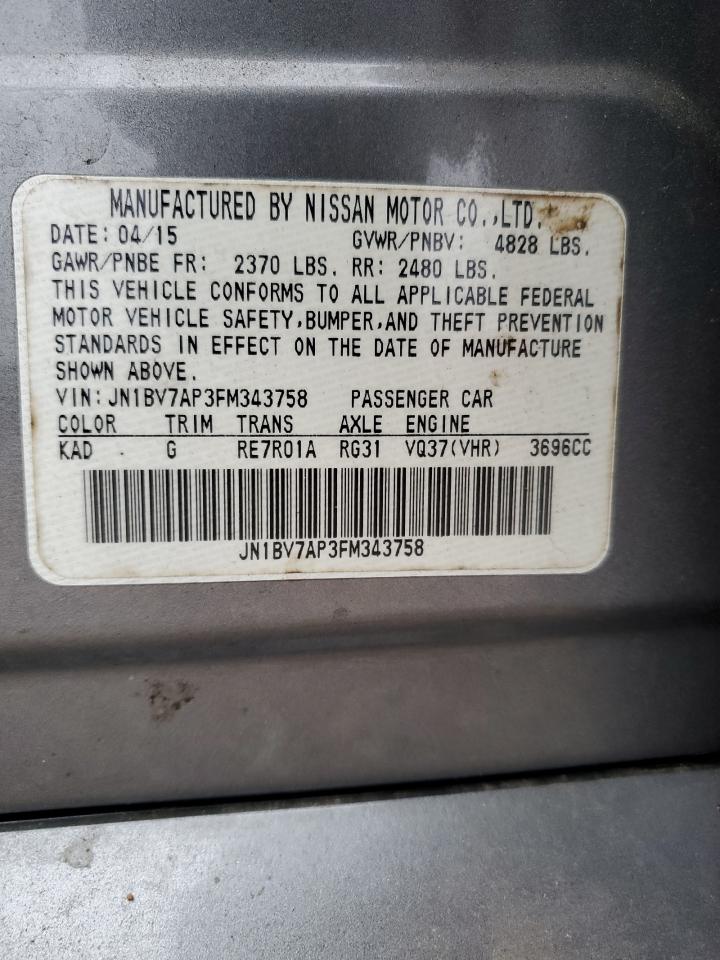 MANUFACTURED BY NISSAN MOTOR CO.,LTD.
DATE: 04/15 GVWR/PNBV: 4828 LBS.
GAWR/PNBE FR: 2370 LBS. RR: 2480 LBS.
THIS VEHICLE CONFORMS TO ALL APPLICABLE FEDERAL
MOTOR VEHICLE SAFETY,BUMPER,AND THEFT PREVENTION
STANDARDS IN EFFECT ON THE DATE OF MANUFACTURE
SHOWN ABOVE.
VIN: JN1BV7AP3FM343758 PASSENGER CAR
COLOR TRIM TRANS AXLE ENGINE
KAD G RE7R01A RG31 VQ37(VHR) 3696CC
JN1BV7AP3FM343758